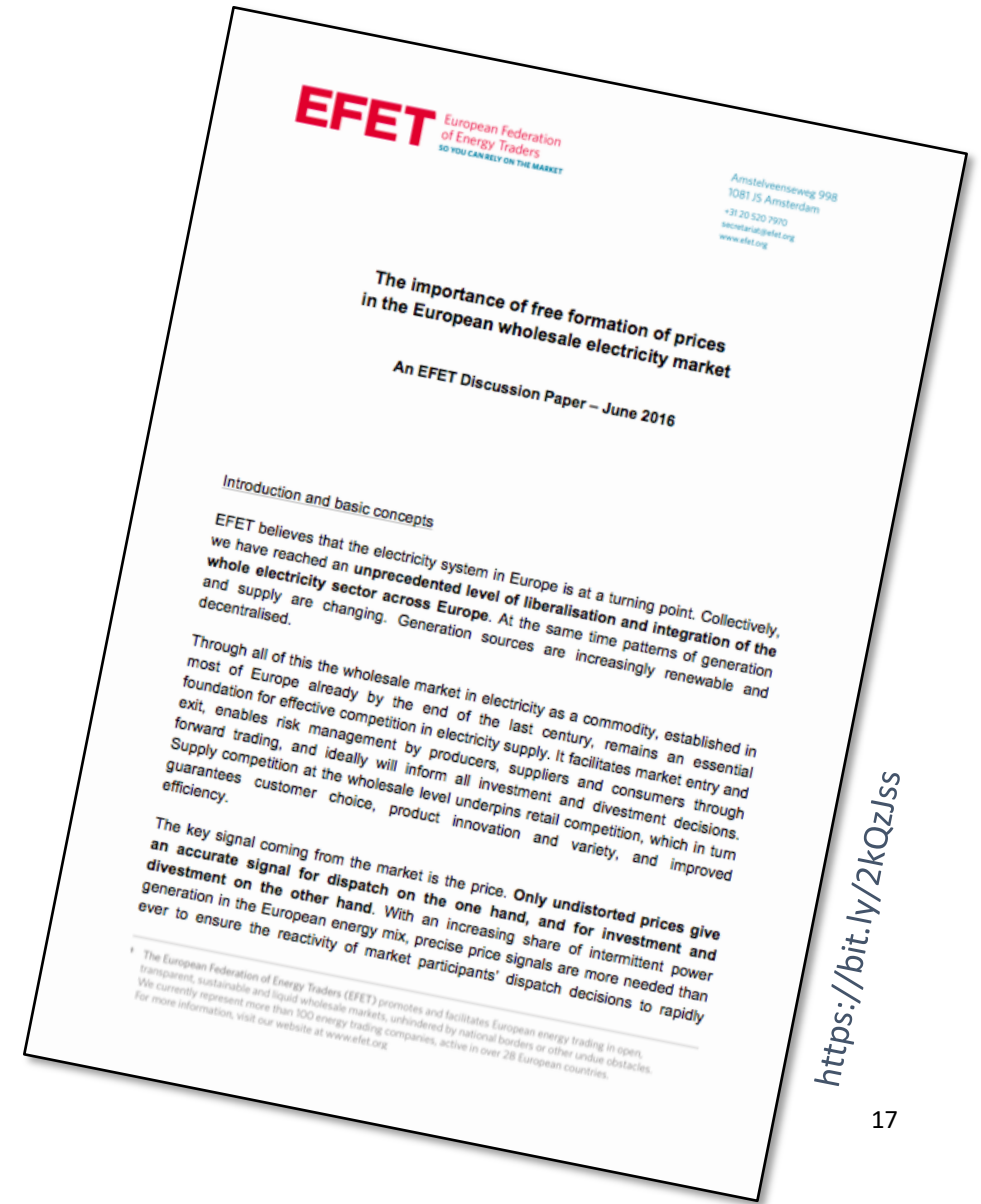 EFET
European Federation
of Energy Traders
SO YOU CAN RELY ON THE MARKET
Amstelveenseweg 998
1081 JS Amsterdam
+31 20 520 7970
secretariat@efet.org
www.efet.org
The importance of free formation of prices
in the European wholesale electricity market
An EFET Discussion Paper – June 2016
Introduction and basic concepts
EFET believes that the electricity system in Europe is at a turning point. Collectively,
we have reached an unprecedented level of liberalisation and integration of the
whole electricity sector across Europe. At the same time patterns of generation
and supply are changing. Generation sources are increasingly renewable and
decentralised.
Through all of this the wholesale market in electricity as a commodity, established in
most of Europe already by the end of the last century, remains an essential
foundation for effective competition in electricity supply. It facilitates market entry and
exit, enables risk management by producers, suppliers and consumers through
forward trading, and ideally will inform all investment and divestment decisions.
Supply competition at the wholesale level underpins retail competition, which in turn
guarantees customer choice, product innovation and variety, and improved
efficiency.
The key signal coming from the market is the price. Only undistorted prices give
an accurate signal for dispatch on the one hand, and for investment and
divestment on the other hand. With an increasing share of intermittent power
generation in the European energy mix, precise price signals are more needed than
ever to ensure the reactivity of market participants' dispatch decisions to rapidly
The European Federation of Energy Traders (EFET) promotes and facilitates European energy trading in open,
transparent, sustainable and liquid wholesale markets, unhindered by national borders or other undue obstacles.
We currently represent more than 100 energy trading companies, active in over 28 European countries.
For more information, visit our website at www.efet.org
https://bit.ly/2kQzJss
17